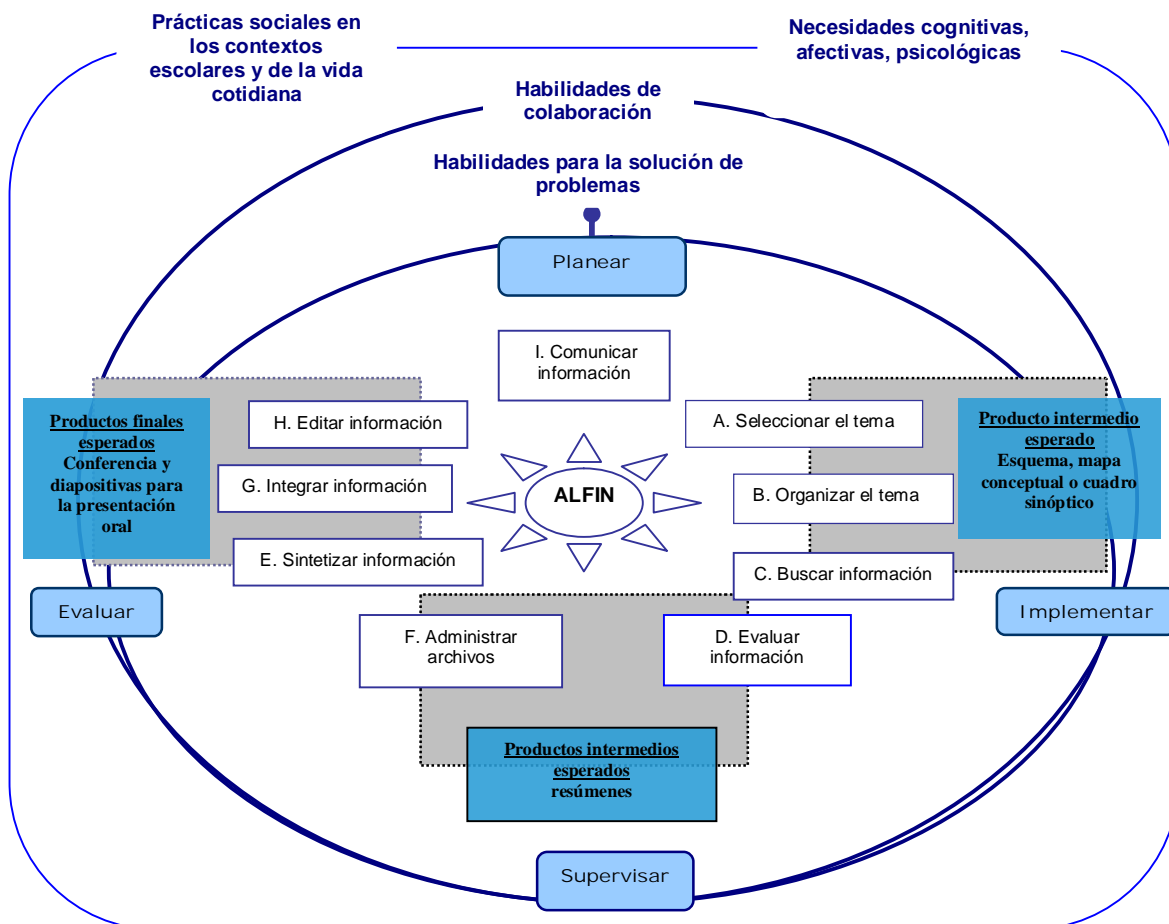 Prácticas sociales en
los contextos
escolares y de la vida
cotidiana
Necesidades cognitivas,
afectivas, psicológicas
Habilidades de
colaboración
Habilidades para la solución de
problemas
Planear
I. Comunicar
información
H. Editar información
A. Seleccionar el tema
Productos finales
esperados
Conferencia y
diapositivas para
la presentación
oral
Producto intermedio
esperado
Esquema, mapa
conceptual o cuadro
sinóptico
G. Integrar información
ALFIN
B. Organizar el tema
E. Sintetizar información
C. Buscar información
Evaluar
Implementar
F. Administrar
archivos
D. Evaluar
información
Productos intermedios
esperados
resúmenes
Supervisar